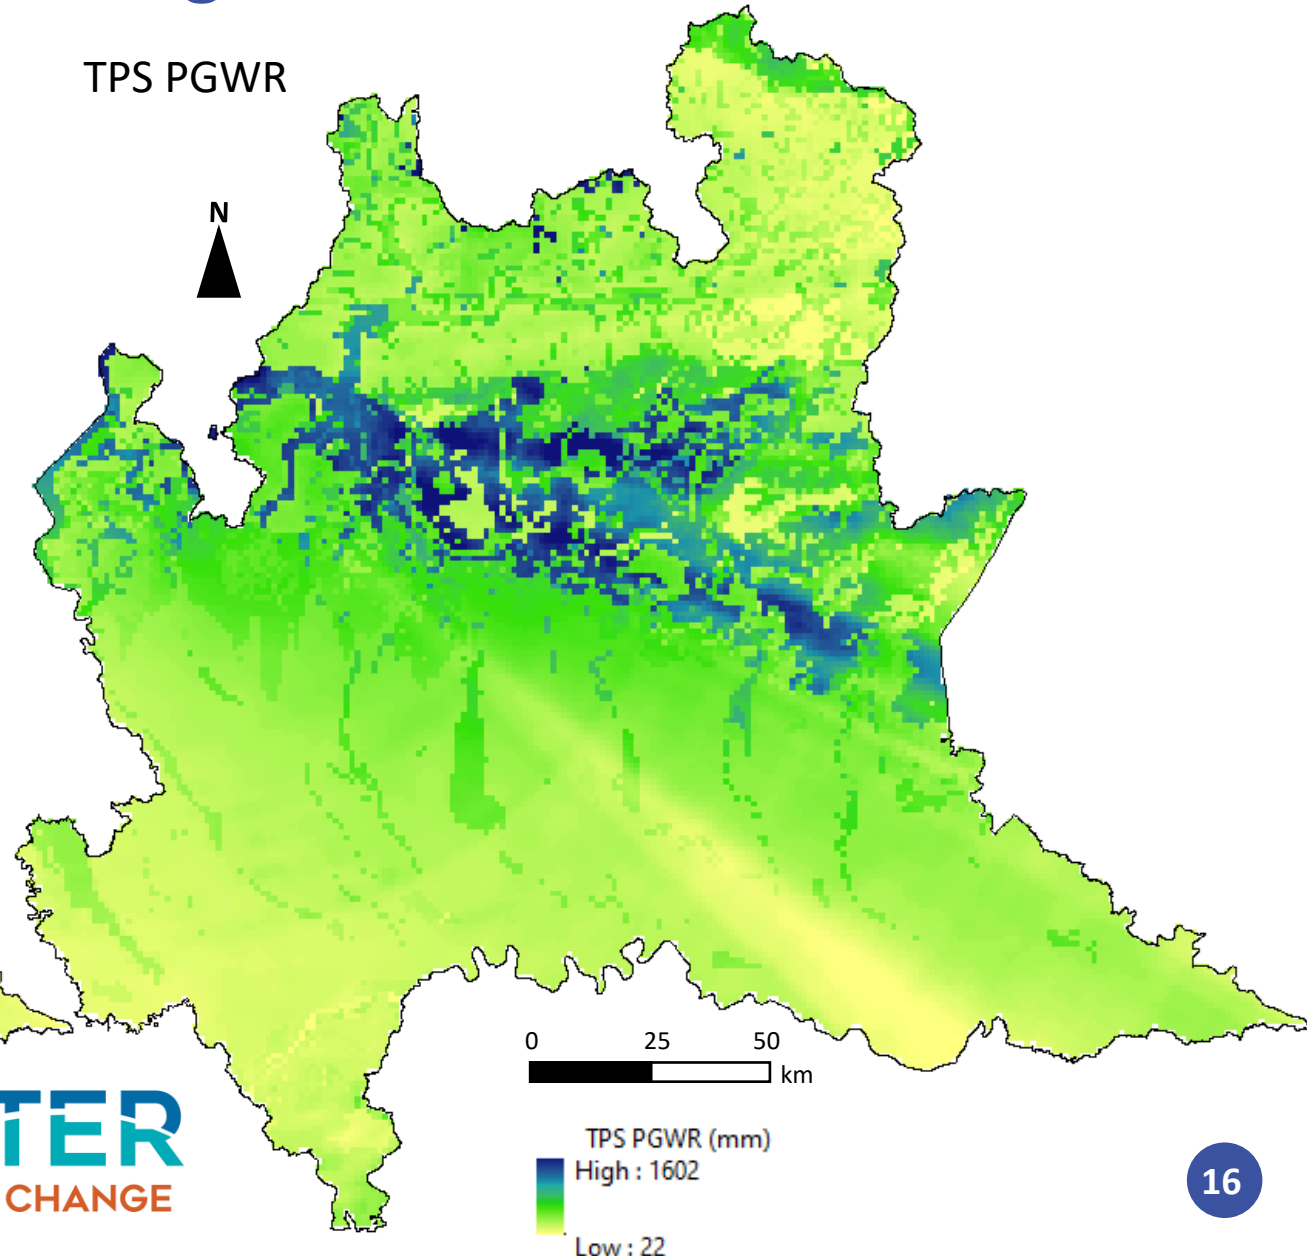 TPS PGWR
N
0 25 50
km
TER
CHANGE
TPS PGWR (mm)
High : 1602
Low : 22
16